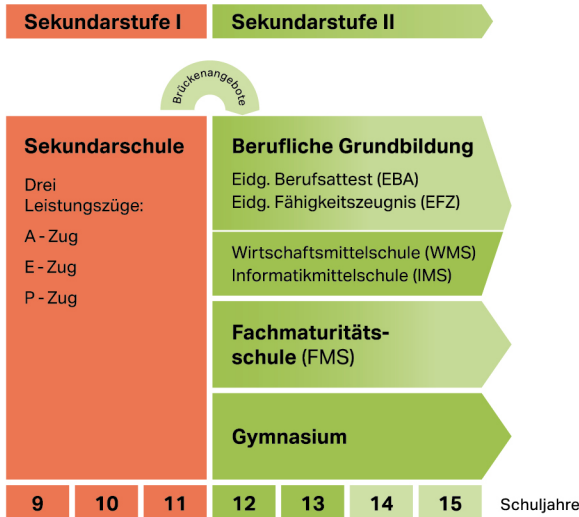 Sekundarstufe I
Sekundarstufe II
Brückenangebote
Sekundarschule
Drei
Leistungszüge:
A - Zug
E - Zug
P - Zug
Berufliche Grundbildung
Eidg. Berufsattest (EBA)
Eidg. Fähigkeitszeugnis (EFZ)
Wirtschaftsmittelschule (WMS)
Informatikmittelschule (IMS)
Fachmaturitäts-
schule (FMS)
Gymnasium
9 10 11 12 13 14 15 Schuljahre